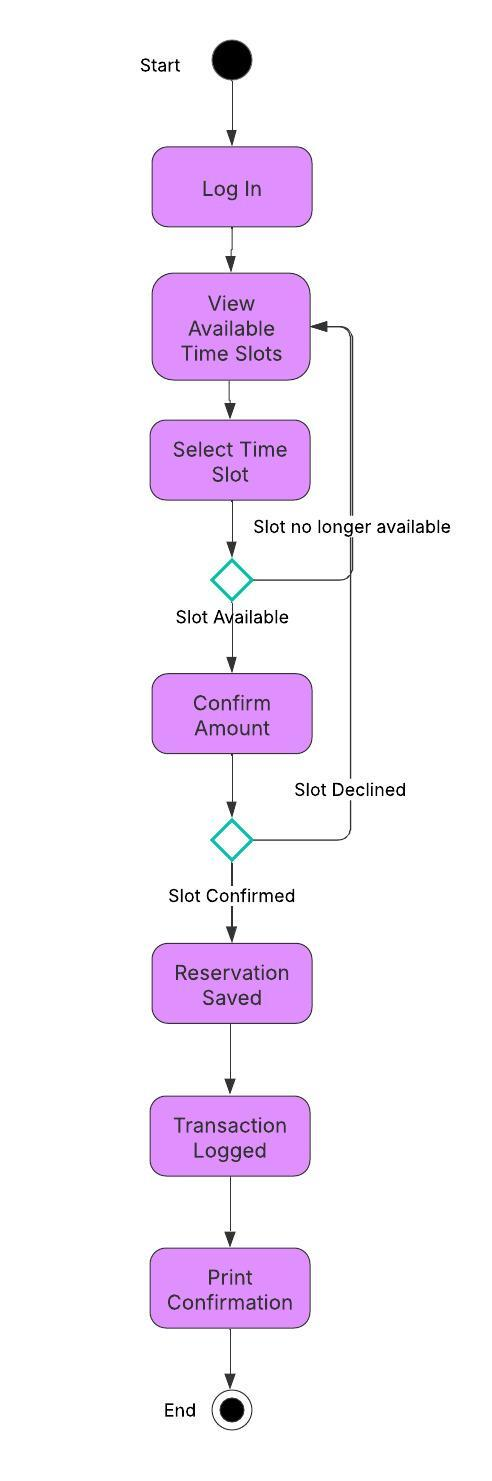 Start
Log In
View
Available
Time Slots
Select Time
Slot
Slot no longer available
Slot Available
Confirm
Amount
Slot Declined
Slot Confirmed
Reservation
Saved
Transaction
Logged
Print
Confirmation
End